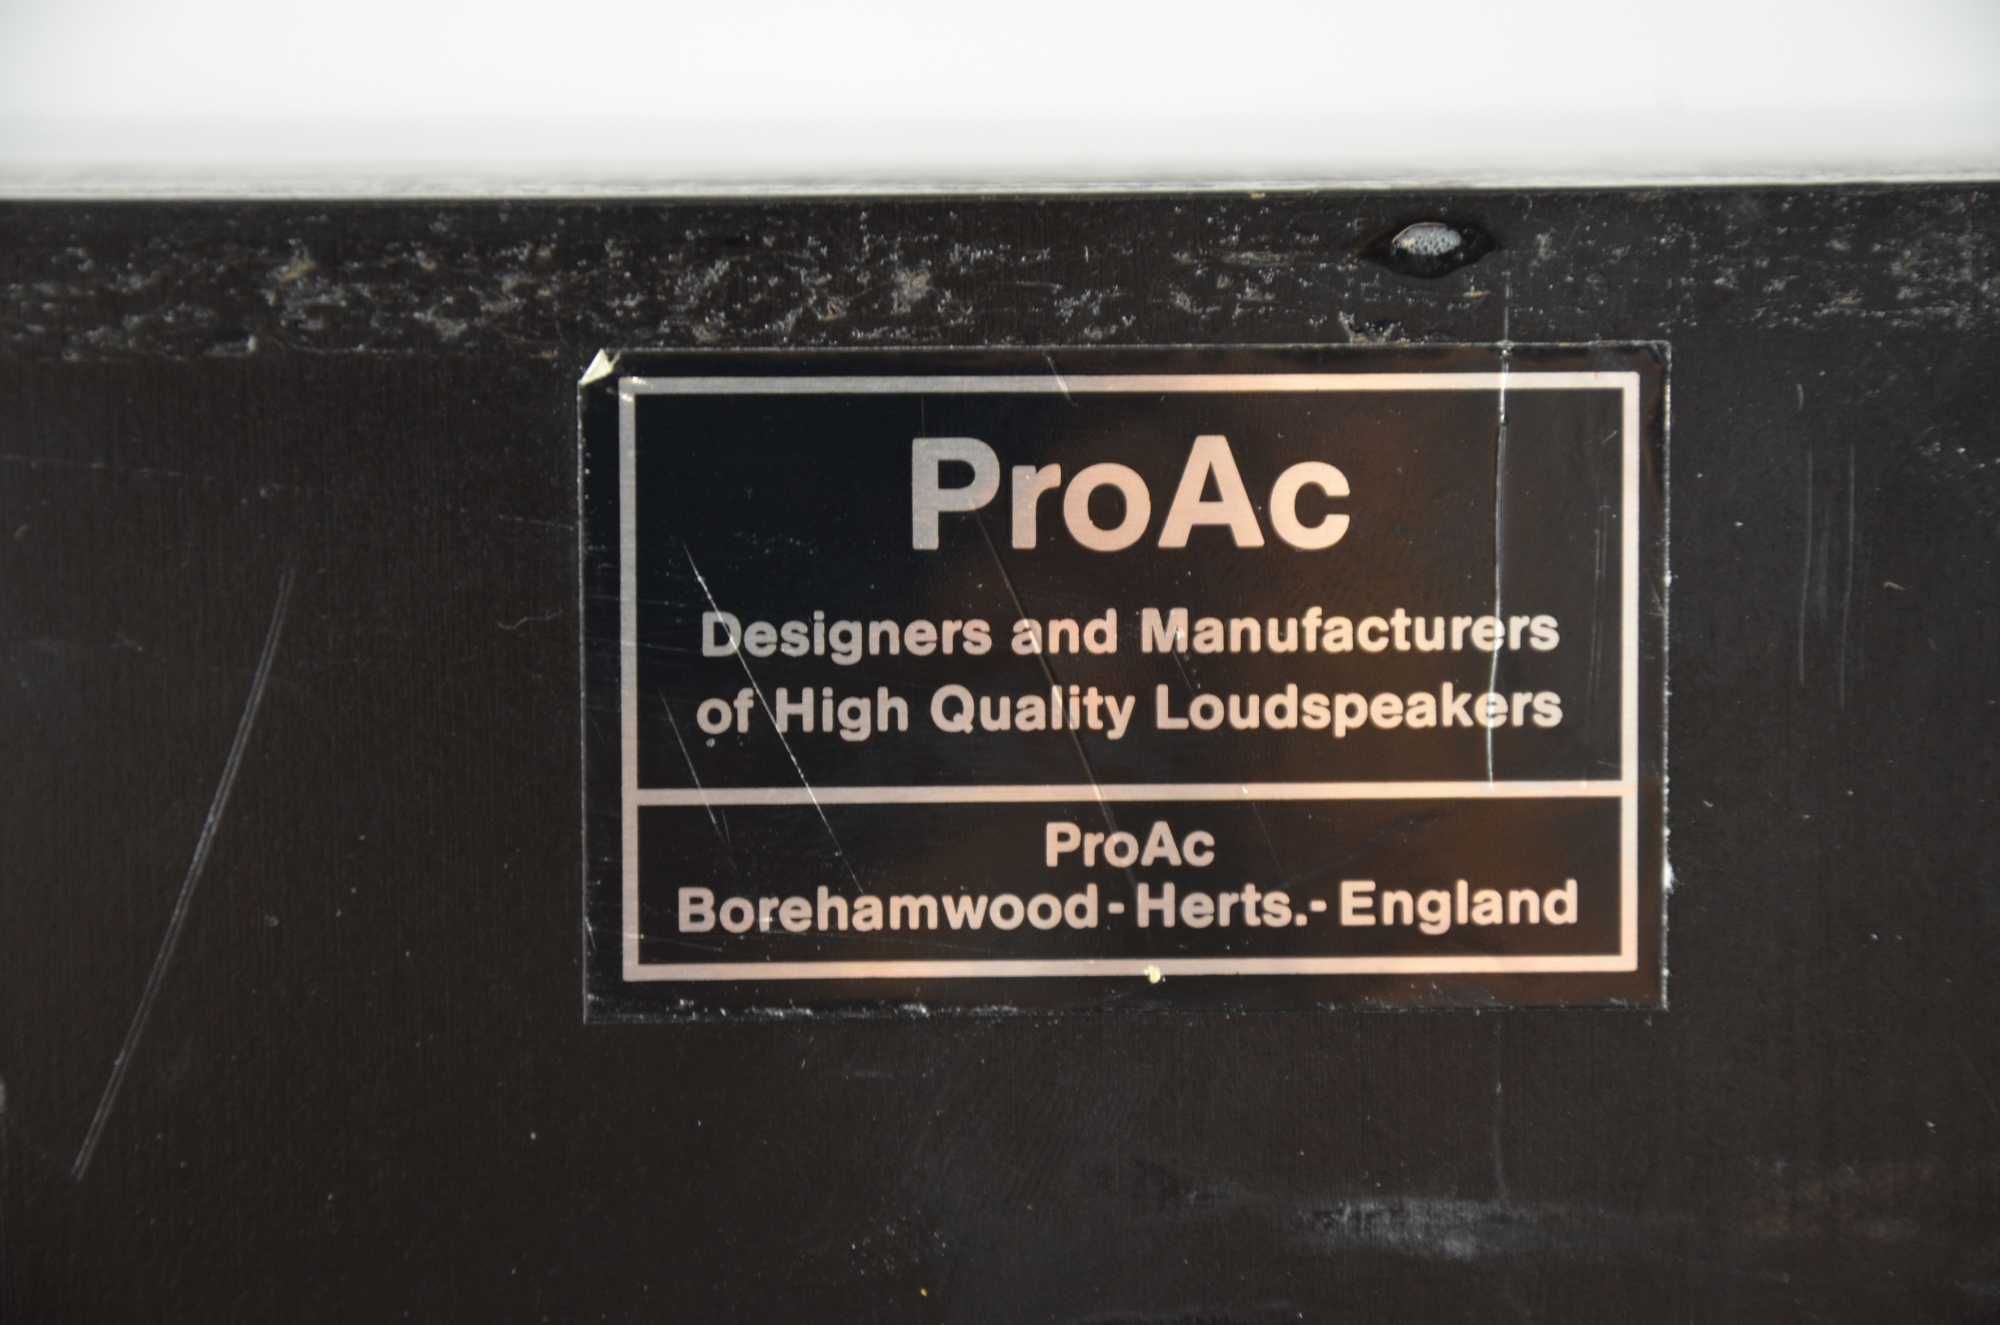 ProAc
Designers and Manufacturers
of High Quality Loudspeakers
ProAc
Borehamwood - Herts. - England